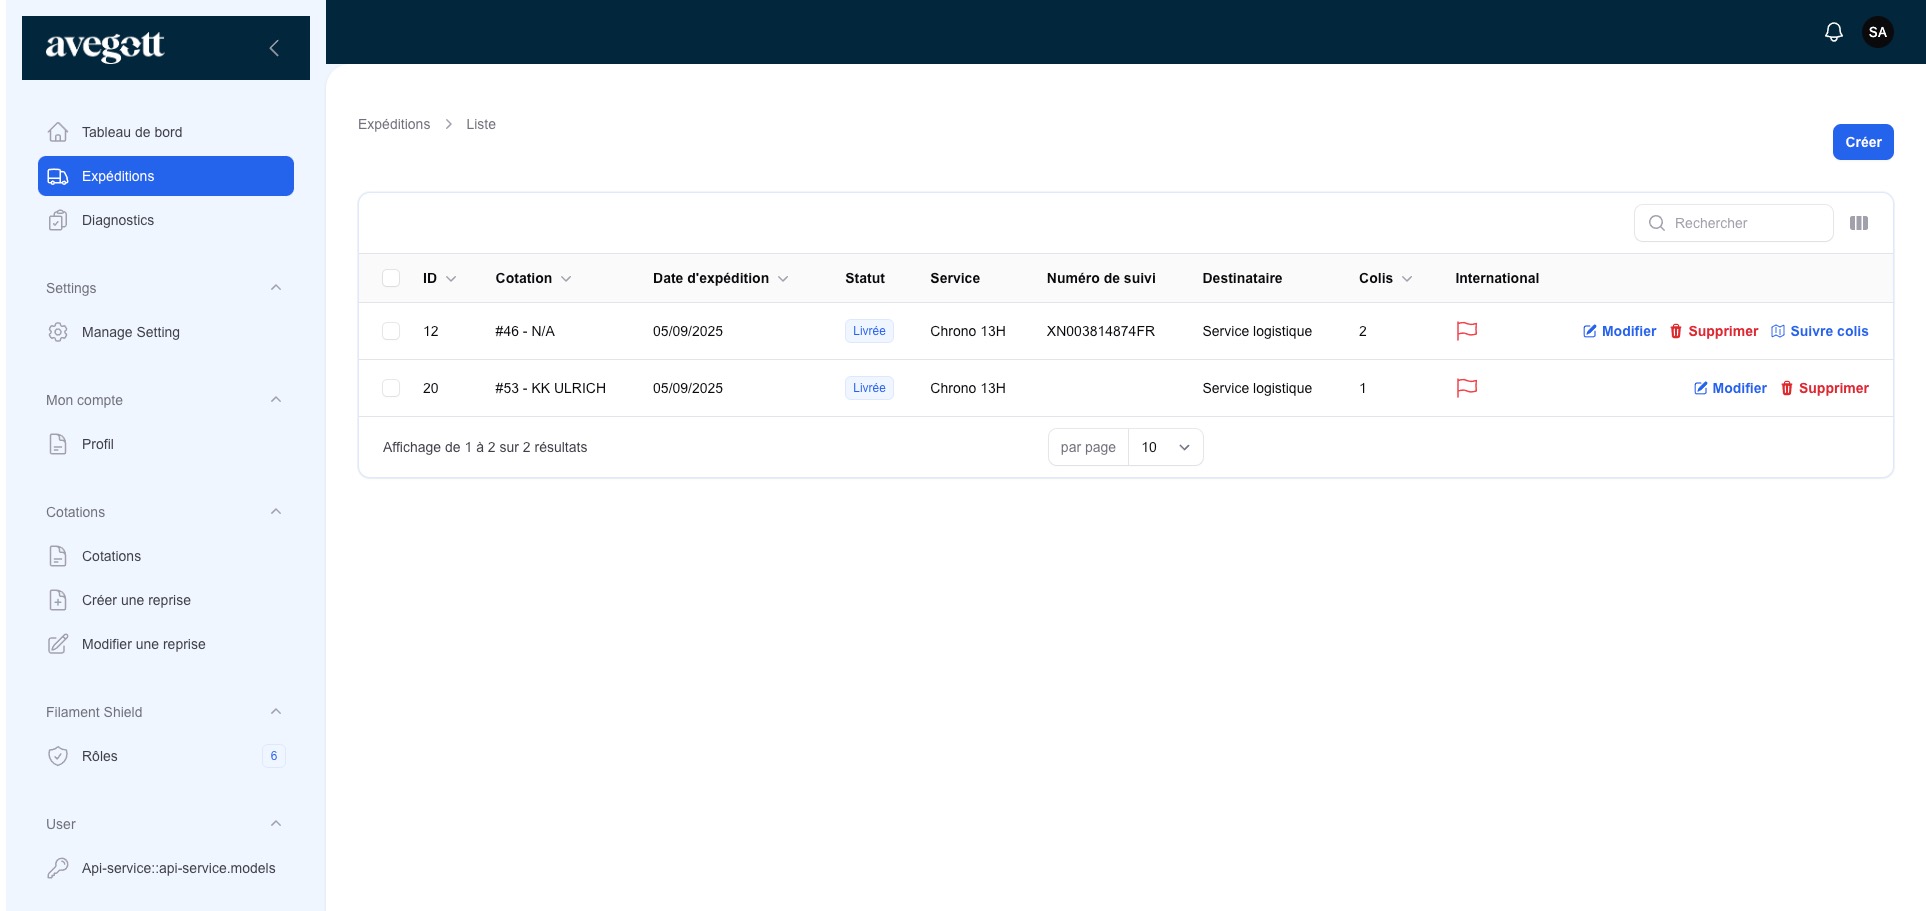 avegott
SA
Tableau de bord
Expéditions
Diagnostics
Settings
Manage Setting
Mon compte
Profil
Cotations
Cotations
Créer une reprise
Modifier une reprise
Filament Shield
Rôles 6
User
Api-service::api-service.models
Expéditions Liste
Créer
Rechercher
ID Cotation Date d'expédition Statut Service Numéro de suivi Destinataire Colis International
12 #46 - N/A 05/09/2025 Livrée Chrono 13H XN003814874FR Service logistique 2 Modifier Supprimer Suivre colis
20 #53 - KK ULRICH 05/09/2025 Livrée Chrono 13H Service logistique 1 Modifier Supprimer
Affichage de 1 à 2 sur 2 résultats par page 10